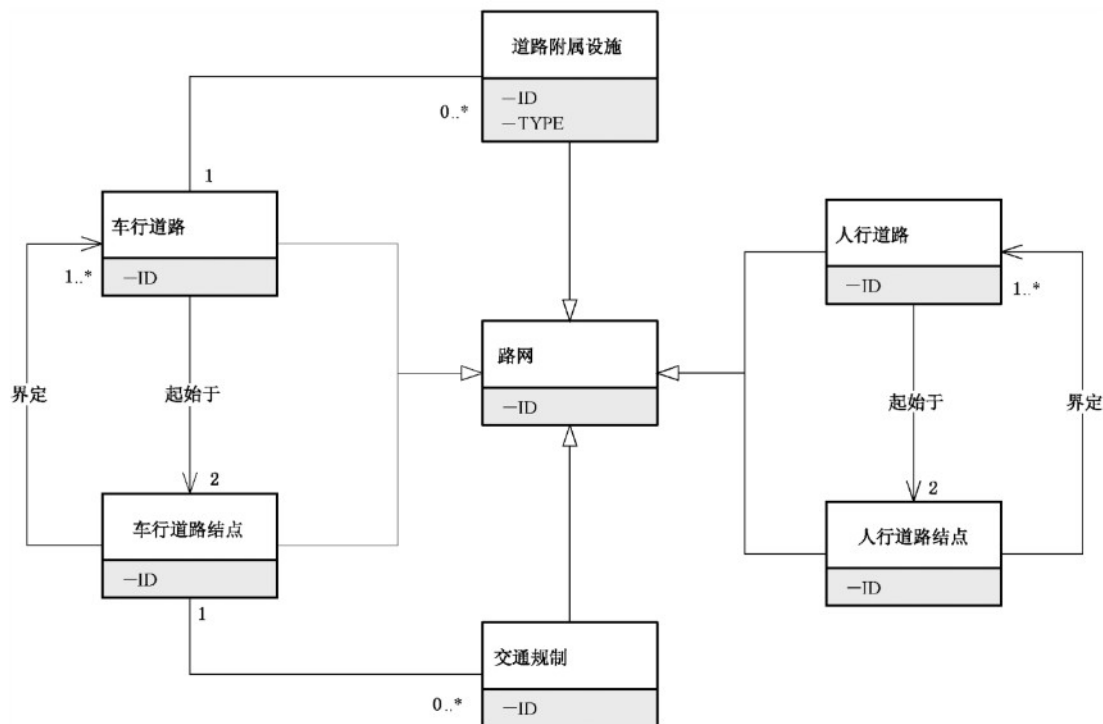 道路附属设施
—ID
—TYPE
0..*
1
车行道路
—ID
1..*
人行道路
—ID
1..*
路网
—ID
界定
起始于
起始于
界定
2
车行道路结点
—ID
1
2
人行道路结点
—ID
交通规制
—ID
0..*